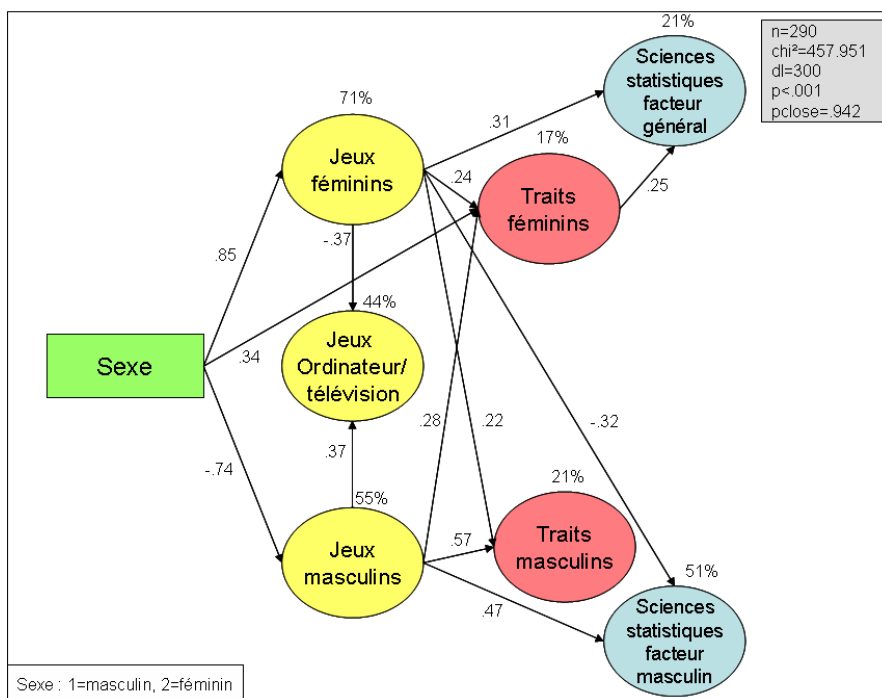 21%
Sciences
statistiques
facteur
général
n=290
chi²=457.951
dl=300
p<.001
pclose=.942
71%
Jeux
féminins
.31
17%
.24
Traits
féminins
.25
-.37
.85
44%
Jeux
Ordinateur/
télévision
Sexe
.34
.28
.22
-.32
.37
-.74
55%
21%
Jeux
masculins
.57
Traits
masculins
51%
.47
Sciences
statistiques
facteur
masculin
Sexe : 1=masculin, 2=féminin